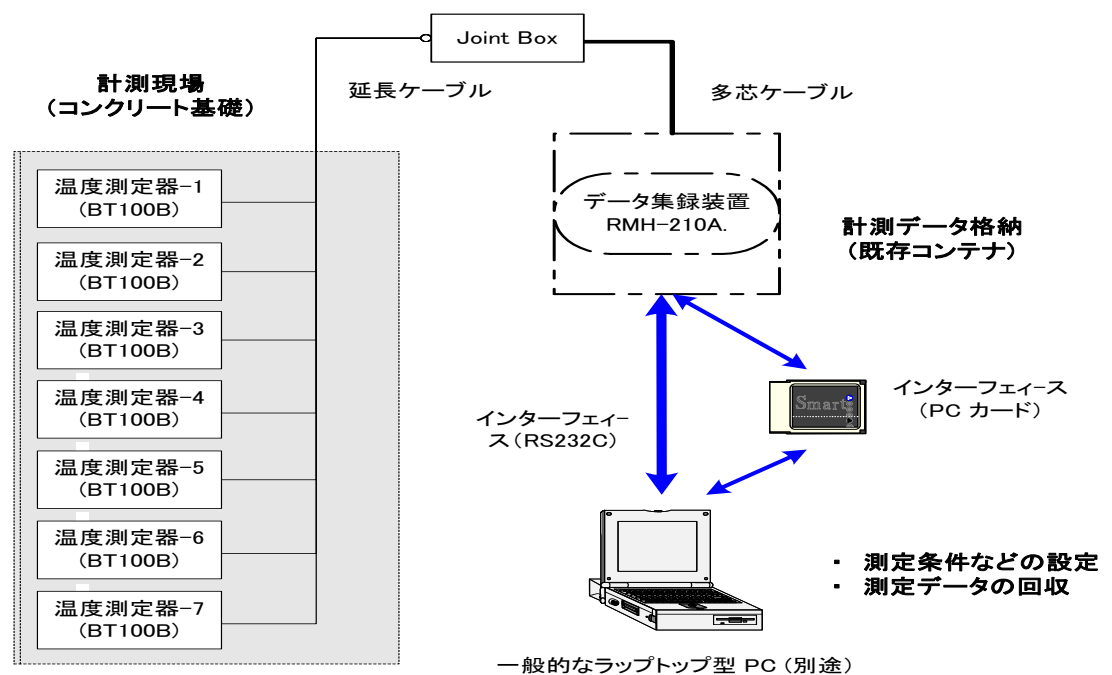 Joint Box
計測現場
（コンクリート基礎）
延長ケーブル
多芯ケーブル
温度測定器-1
(BT100B)
温度測定器-2
(BT100B)
温度測定器-3
(BT100B)
温度測定器-4
(BT100B)
温度測定器-5
(BT100B)
温度測定器-6
(BT100B)
温度測定器-7
(BT100B)
データ集録装置
RMH-210A.
計測データ格納
（既存コンテナ）
インターフェィ-
ス（RS232C）
Smart
インターフェィ-ス
（PC カード）
・ 測定条件などの設定
・ 測定データの回収
一般的なラップトップ型 PC（別途）